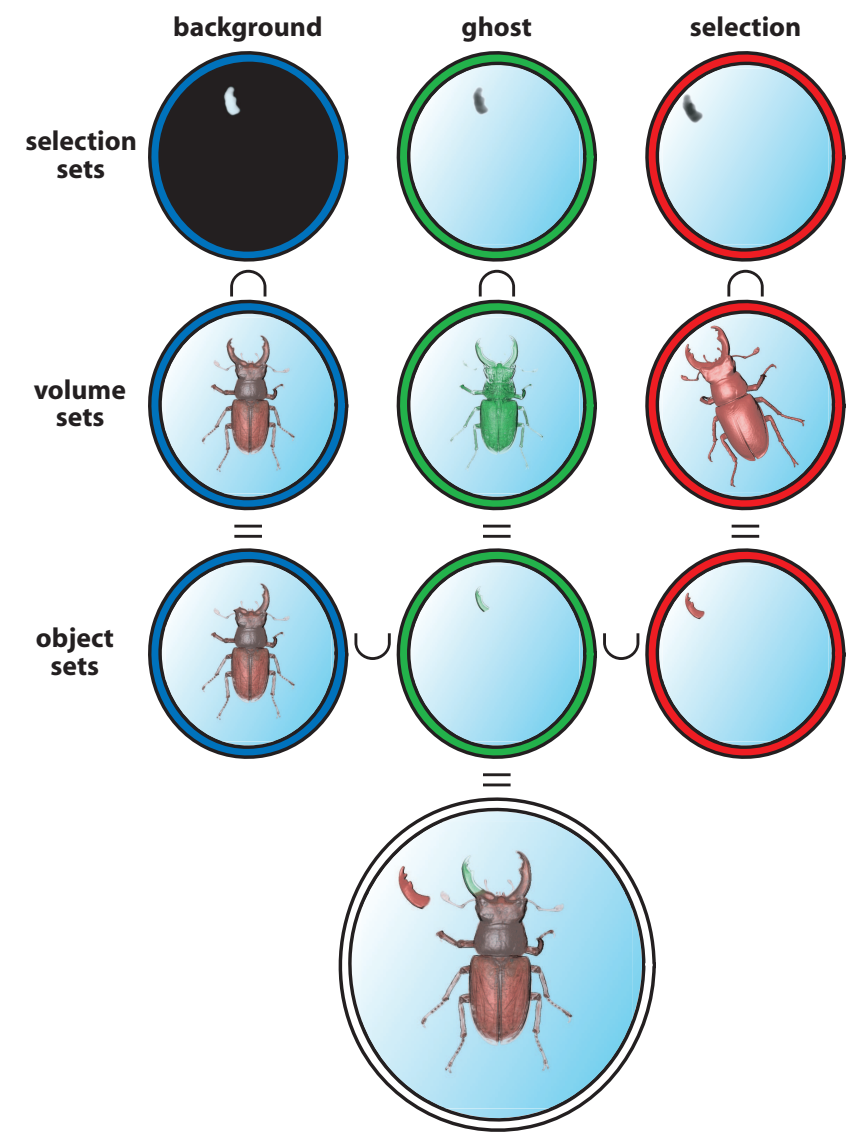 background ghost selection
selection
sets
volume
sets
object
sets